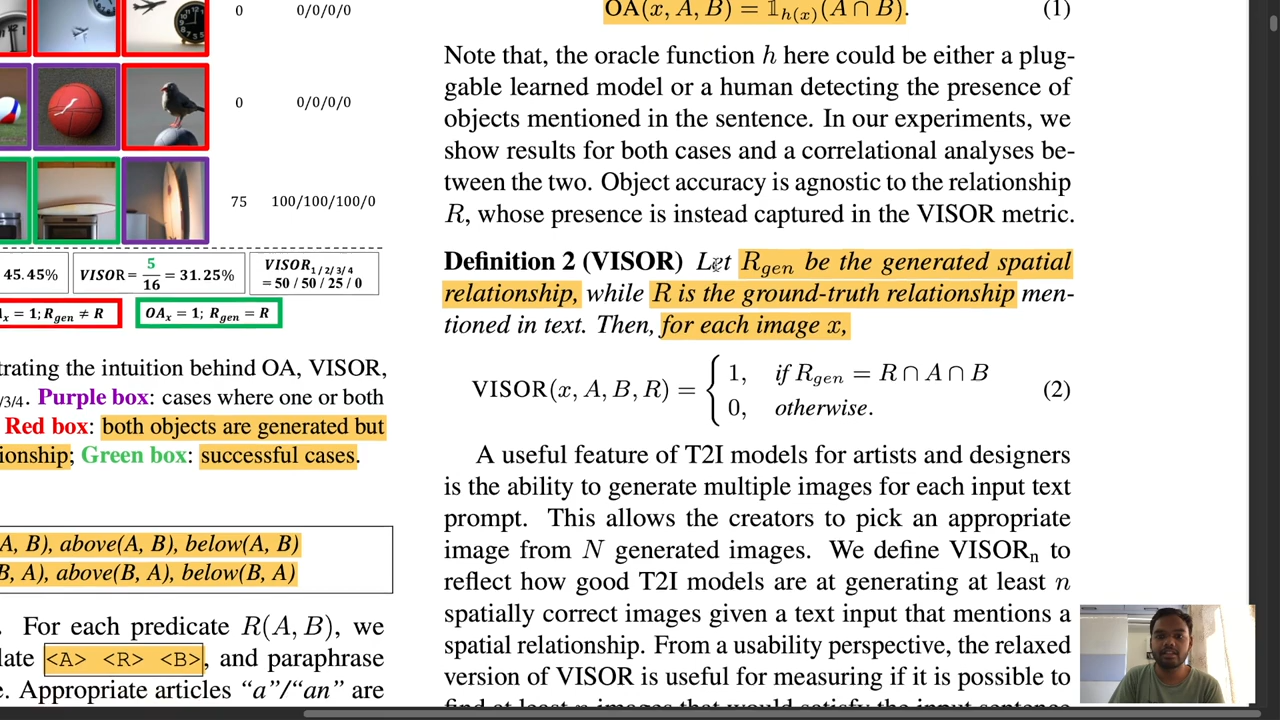 0 0/0/0/0
0 0/0/0/0
75 100/100/100/0
45.45% VISOR = 5/16 = 31.25% VISOR1/2/3/4 = 50 / 50 / 25 / 0
x = 1; Rgen ≠ R OAx = 1; Rgen = R
trating the intuition behind OA, VISOR,
1/3/4. Purple box: cases where one or both
Red box: both objects are generated but
ionship; Green box: successful cases.
A, B), above(A, B), below(A, B)
B, A), above(B, A), below(B, A)
. For each predicate R(A, B), we
late <A> <R> <B>, and paraphrase
e. Appropriate articles “a”/“an” are
OA(x, A, B) = 𝟙h(x)(A ∩ B). (1)
Note that, the oracle function h here could be either a plug-
gable learned model or a human detecting the presence of
objects mentioned in the sentence. In our experiments, we
show results for both cases and a correlational analyses be-
tween the two. Object accuracy is agnostic to the relationship
R, whose presence is instead captured in the VISOR metric.
Definition 2 (VISOR) Let Rgen be the generated spatial
relationship, while R is the ground-truth relationship men-
tioned in text. Then, for each image x,
VISOR(x, A, B, R) = { 1, if Rgen = R ∩ A ∩ B (2)
0, otherwise.
A useful feature of T2I models for artists and designers
is the ability to generate multiple images for each input text
prompt. This allows the creators to pick an appropriate
image from N generated images. We define VISORn to
reflect how good T2I models are at generating at least n
spatially correct images given a text input that mentions a
spatial relationship. From a usability perspective, the relaxed
version of VISOR is useful for measuring if it is possible to
find at least n images that would satisfy the input sentence